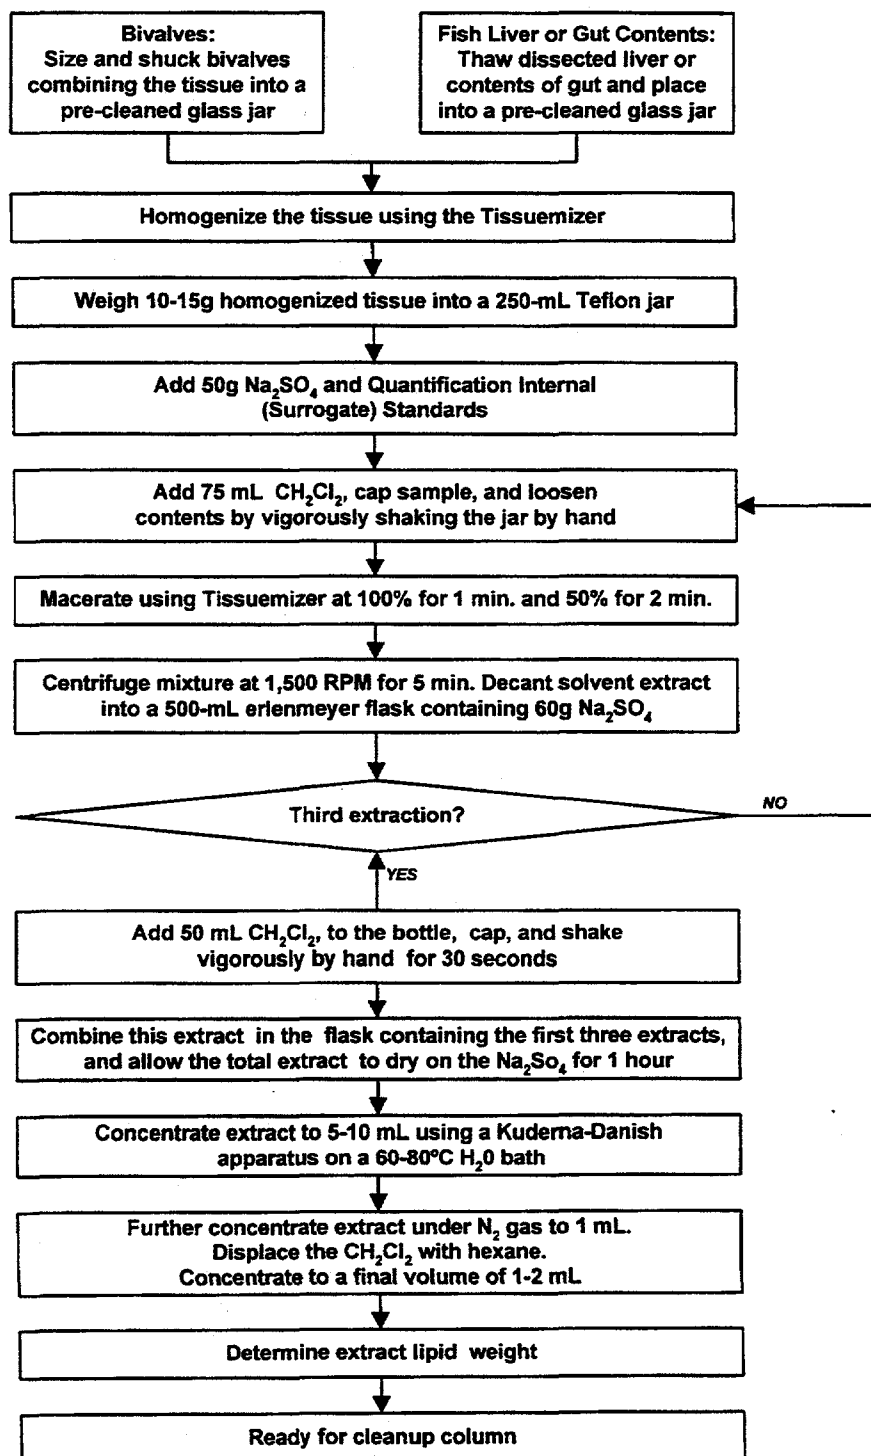 Bivalves:
Size and shuck bivalves
combining the tissue into a
pre-cleaned glass jar
Fish Liver or Gut Contents:
Thaw dissected liver or
contents of gut and place
into a pre-cleaned glass jar
Homogenize the tissue using the Tissuemizer
Weigh 10-15g homogenized tissue into a 250-mL Teflon jar
Add 50g Na₂SO₄ and Quantification Internal
(Surrogate) Standards
Add 75 mL CH₂Cl₂, cap sample, and loosen
contents by vigorously shaking the jar by hand
Macerate using Tissuemizer at 100% for 1 min. and 50% for 2 min.
Centrifuge mixture at 1,500 RPM for 5 min. Decant solvent extract
into a 500-mL erlenmeyer flask containing 60g Na₂SO₄
Third extraction?
NO
YES
Add 50 mL CH₂Cl₂, to the bottle, cap, and shake
vigorously by hand for 30 seconds
Combine this extract in the flask containing the first three extracts,
and allow the total extract to dry on the Na₂So₄ for 1 hour
Concentrate extract to 5-10 mL using a Kuderna-Danish
apparatus on a 60-80ºC H₂0 bath
Further concentrate extract under N₂ gas to 1 mL.
Displace the CH₂Cl₂ with hexane.
Concentrate to a final volume of 1-2 mL
Determine extract lipid weight
Ready for cleanup column